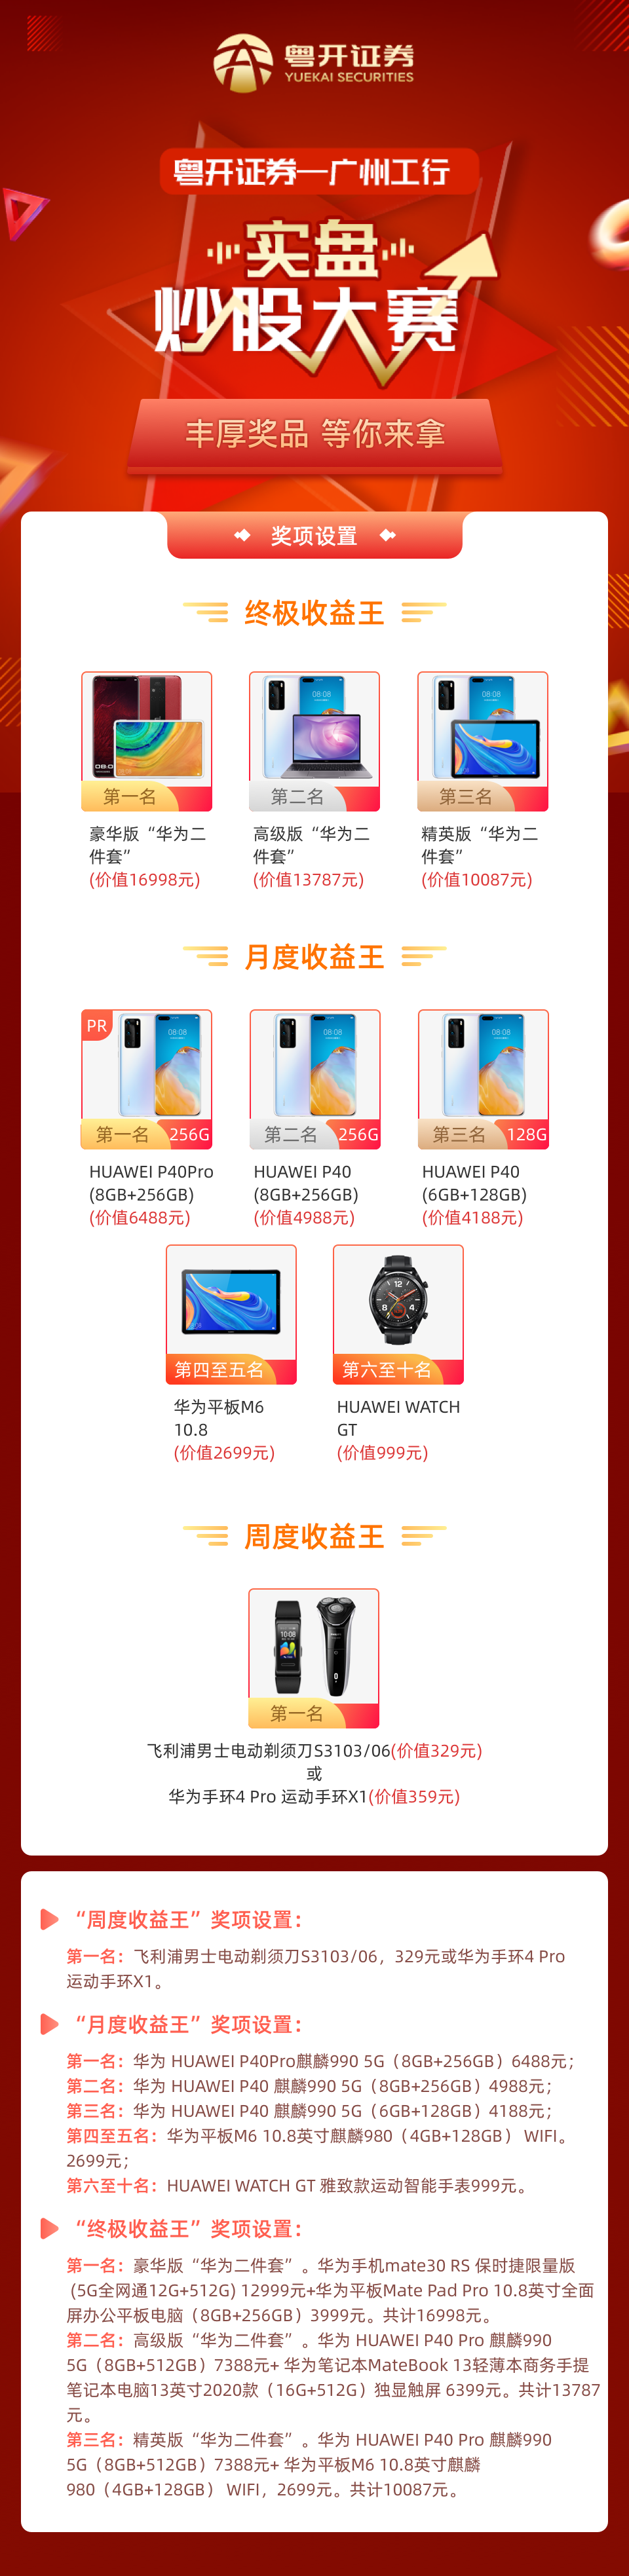 粤开证券
YUEKAI SECURITIES
粤开证券—广州工行
实盘
炒股大赛
丰厚奖品 等你来拿
奖项设置
终极收益王
第一名
第二名
第三名
豪华版“华为二
件套”
(价值16998元)
高级版“华为二
件套”
(价值13787元)
精英版“华为二
件套”
(价值10087元)
月度收益王
PR
08:08
08:08
08:08
第一名 256G
第二名 256G
第三名 128G
HUAWEI P40Pro
(8GB+256GB)
(价值6488元)
HUAWEI P40
(8GB+256GB)
(价值4988元)
HUAWEI P40
(6GB+128GB)
(价值4188元)
第四至五名
第六至十名
华为平板M6
10.8
(价值2699元)
HUAWEI WATCH
GT
(价值999元)
周度收益王
第一名
飞利浦男士电动剃须刀S3103/06(价值329元)
或
华为手环4 Pro 运动手环X1(价值359元)
“周度收益王”奖项设置：
第一名：飞利浦男士电动剃须刀S3103/06，329元或华为手环4 Pro
运动手环X1。
“月度收益王”奖项设置：
第一名：华为 HUAWEI P40Pro麒麟990 5G（8GB+256GB）6488元；
第二名：华为 HUAWEI P40 麒麟990 5G（8GB+256GB）4988元；
第三名：华为 HUAWEI P40 麒麟990 5G（6GB+128GB）4188元；
第四至五名：华为平板M6 10.8英寸麒麟980（4GB+128GB） WIFI。
2699元；
第六至十名：HUAWEI WATCH GT 雅致款运动智能手表999元。
“终极收益王”奖项设置：
第一名：豪华版“华为二件套”。华为手机mate30 RS 保时捷限量版
(5G全网通12G+512G) 12999元+华为平板Mate Pad Pro 10.8英寸全面
屏办公平板电脑（8GB+256GB）3999元。共计16998元。
第二名：高级版“华为二件套”。华为 HUAWEI P40 Pro 麒麟990
5G（8GB+512GB）7388元+ 华为笔记本MateBook 13轻薄本商务手提
笔记本电脑13英寸2020款（16G+512G）独显触屏 6399元。共计13787
元。
第三名：精英版“华为二件套”。华为 HUAWEI P40 Pro 麒麟990
5G（8GB+512GB）7388元+ 华为平板M6 10.8英寸麒麟
980（4GB+128GB） WIFI，2699元。共计10087元。